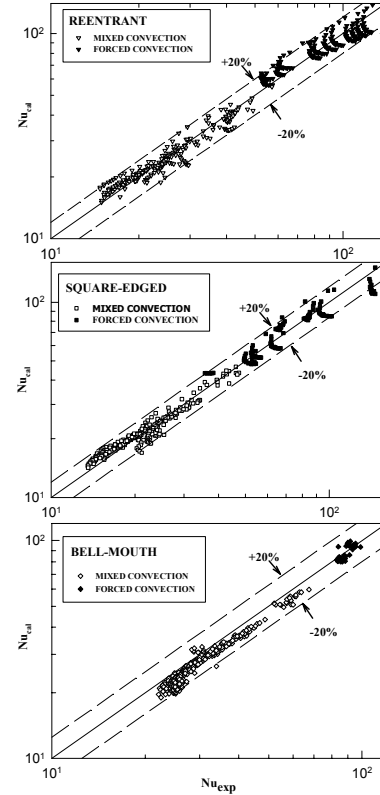 10²
REENTRANT
MIXED CONVECTION
FORCED CONVECTION
+20%
Nu_cal
-20%
10¹
10¹ 10²
10²
SQUARE-EDGED
MIXED CONVECTION
FORCED CONVECTION
+20%
Nu_cal
-20%
10¹
10¹ 10²
10²
BELL-MOUTH
MIXED CONVECTION
FORCED CONVECTION
+20%
Nu_cal
-20%
10¹
10¹ 10²
Nu_exp